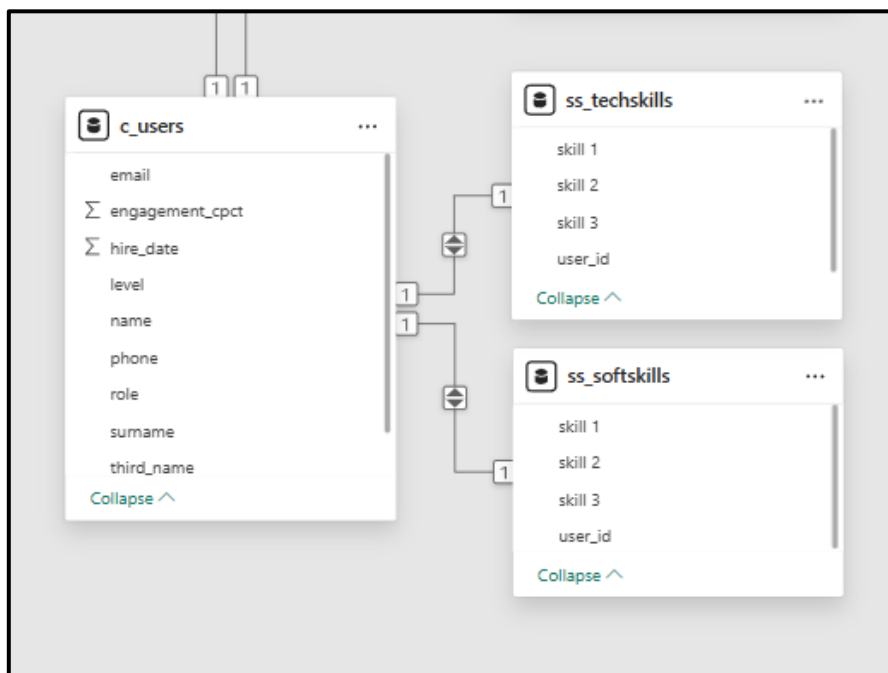 1 1
c_users ...
email
Σ engagement_cpct
Σ hire_date
level
name
phone
role
surname
third_name
Collapse
1
1
ss_techskills ...
skill 1
skill 2
skill 3
user_id
Collapse
1
ss_softskills ...
skill 1
skill 2
skill 3
user_id
Collapse
1